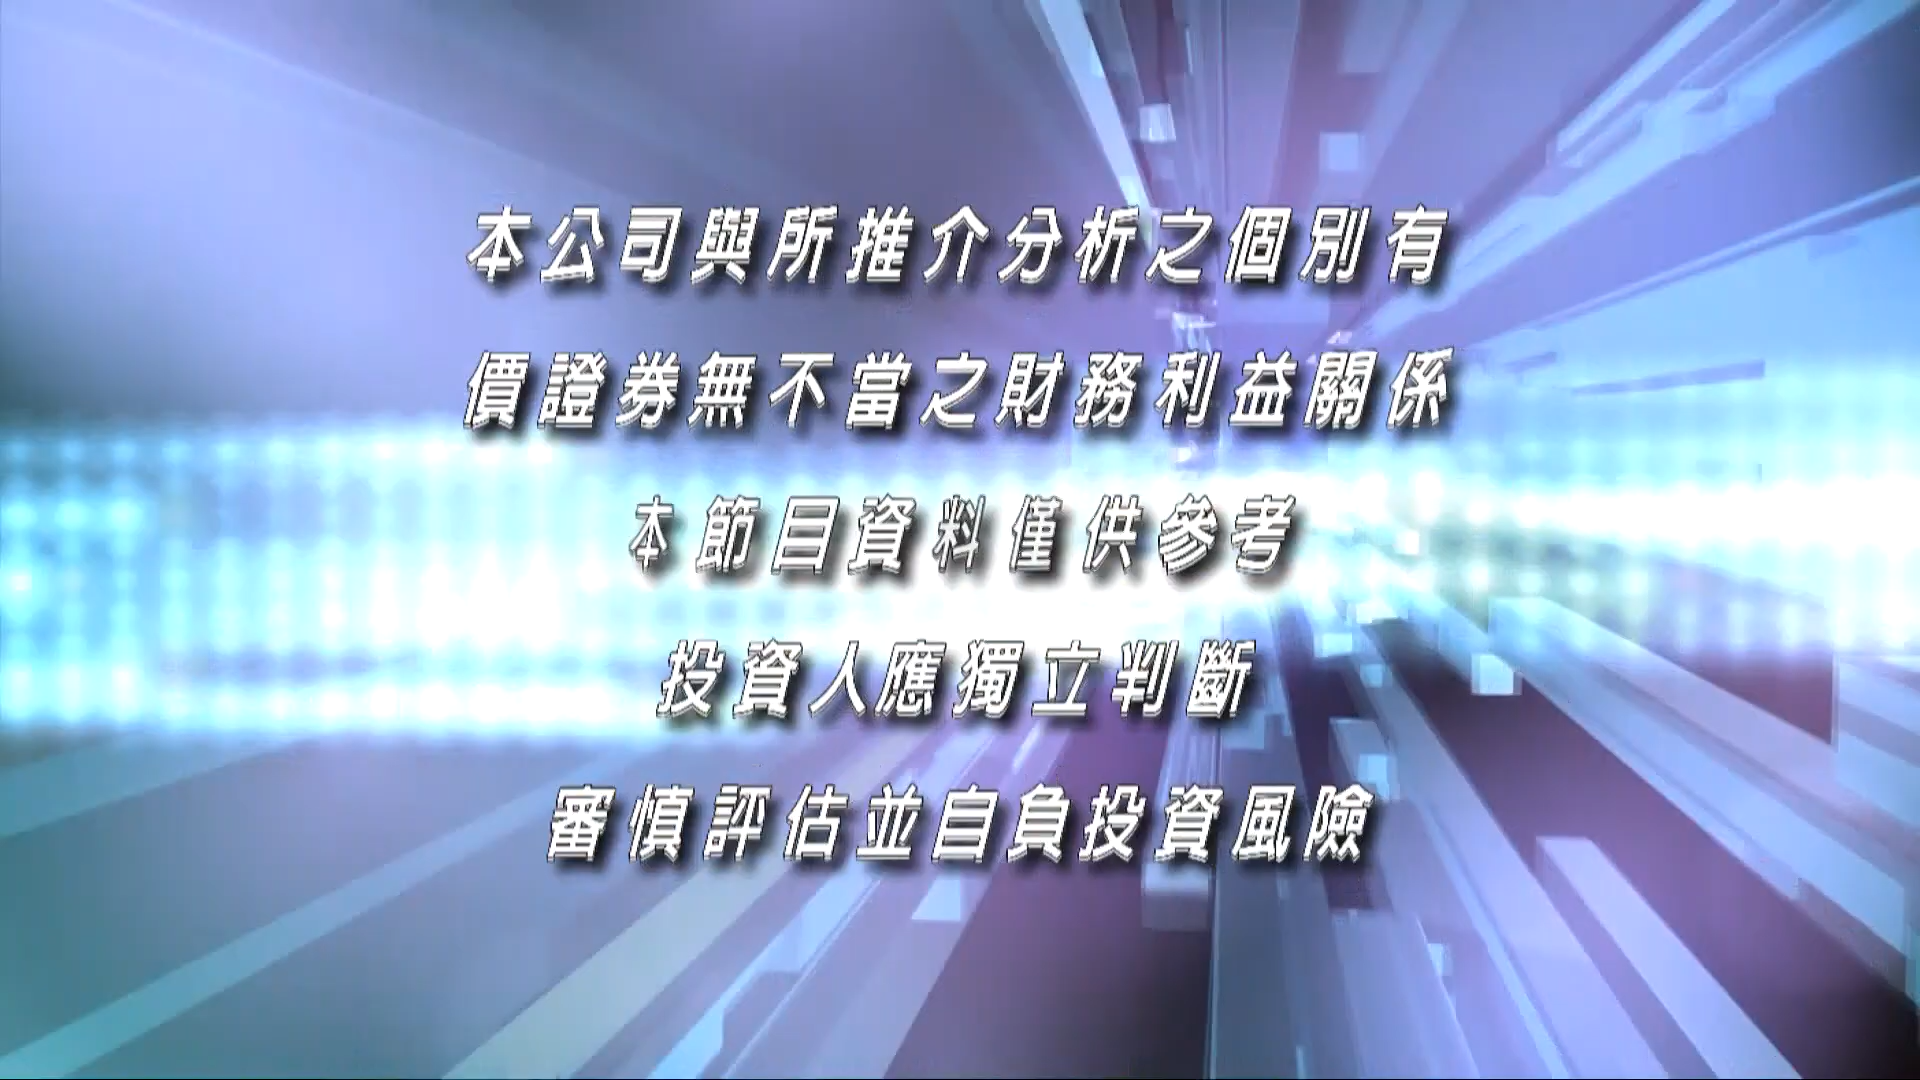 本公司與所推介分析之個別有
價證券無不當之財務利益關係
本節目資料僅供參考
投資人應獨立判斷
審慎評估並自負投資風險